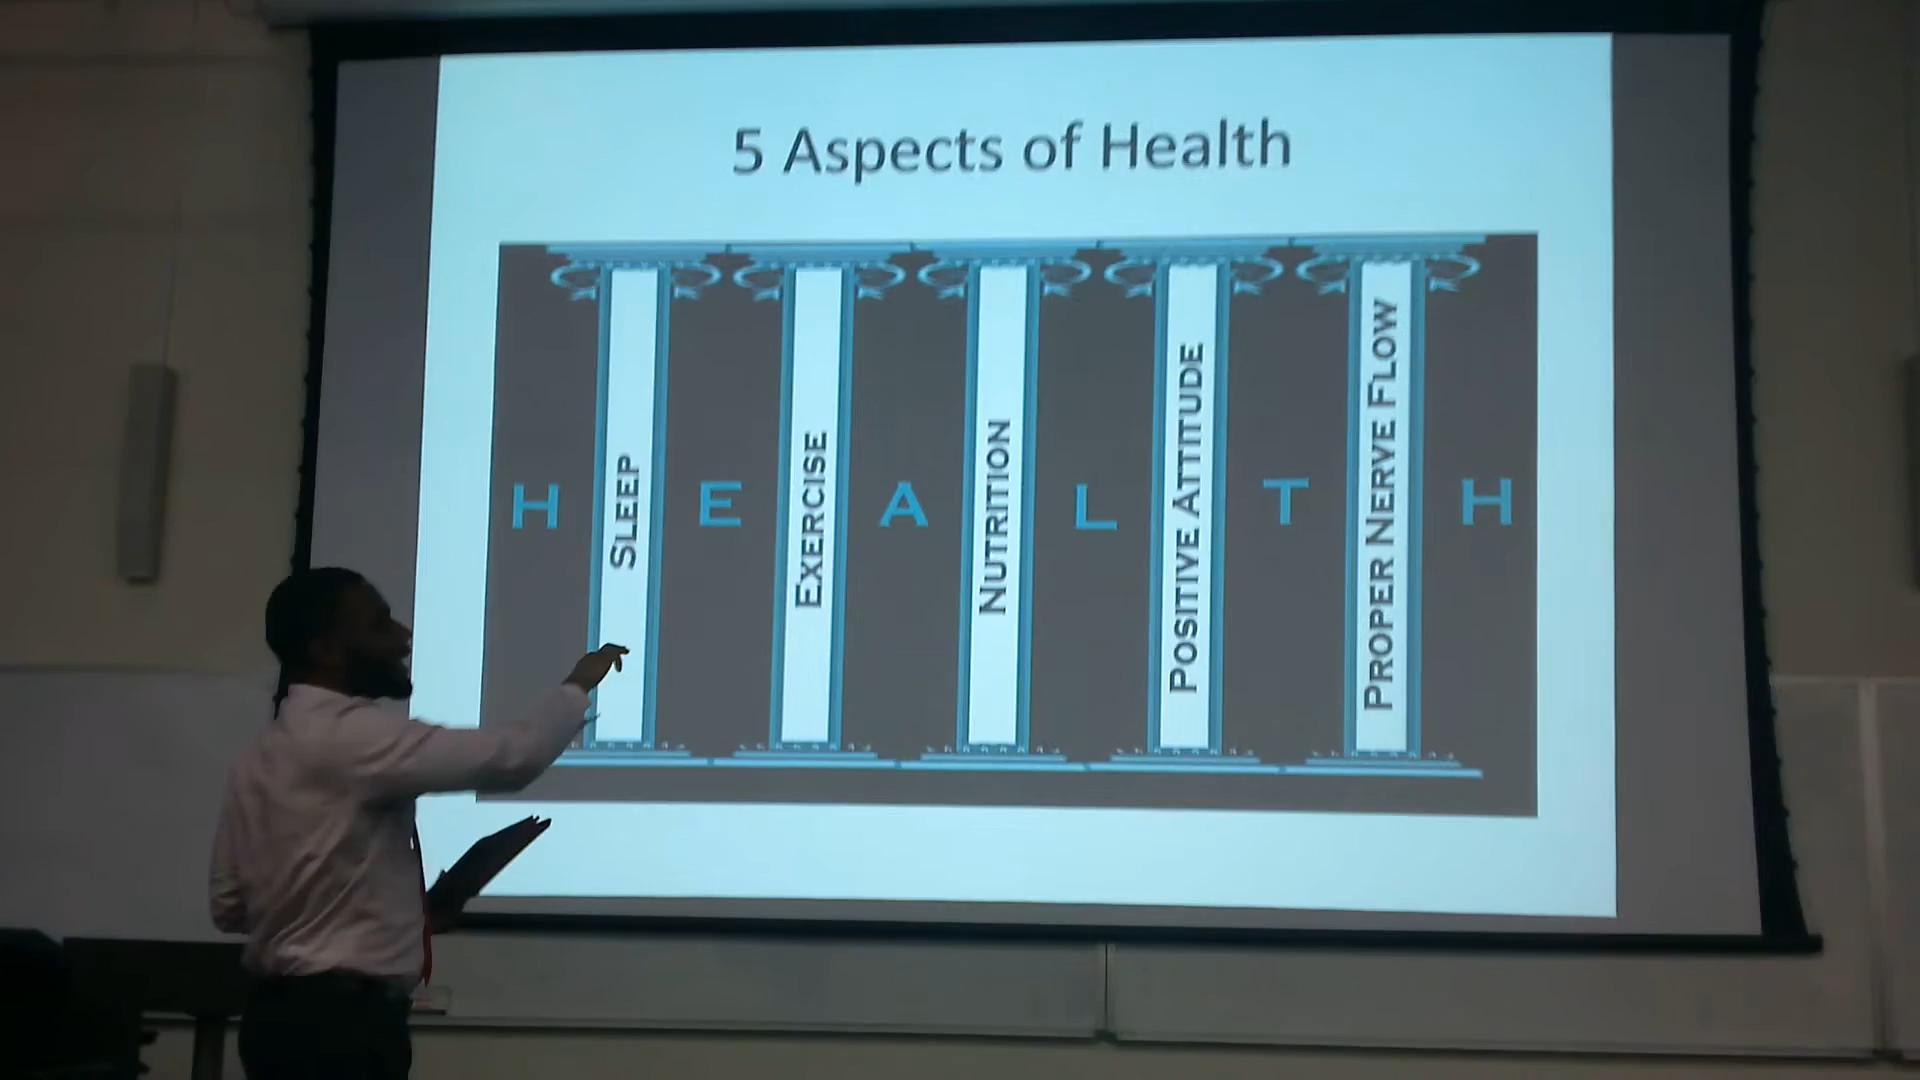 5 Aspects of Health
H
SLEEP
E
EXERCISE
A
NUTRITION
L
POSITIVE ATTITUDE
T
PROPER NERVE FLOW
H